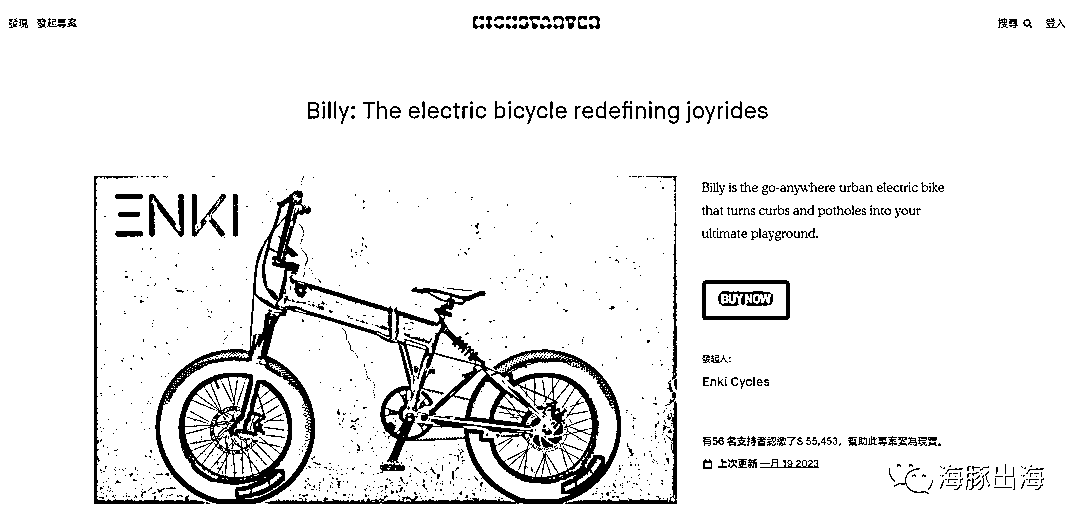 發現 發起專案
KICKSTARTER
搜尋 登入
Billy: The electric bicycle redefining joyrides
ENKI
Billy is the go-anywhere urban electric bike
that turns curbs and potholes into your
ultimate playground.
BUY NOW
發起人:
Enki Cycles
有56 名支持者認繳了$ 55,453，幫助此專案變為現實。
上次更新 一月 19 2023
海豚出海